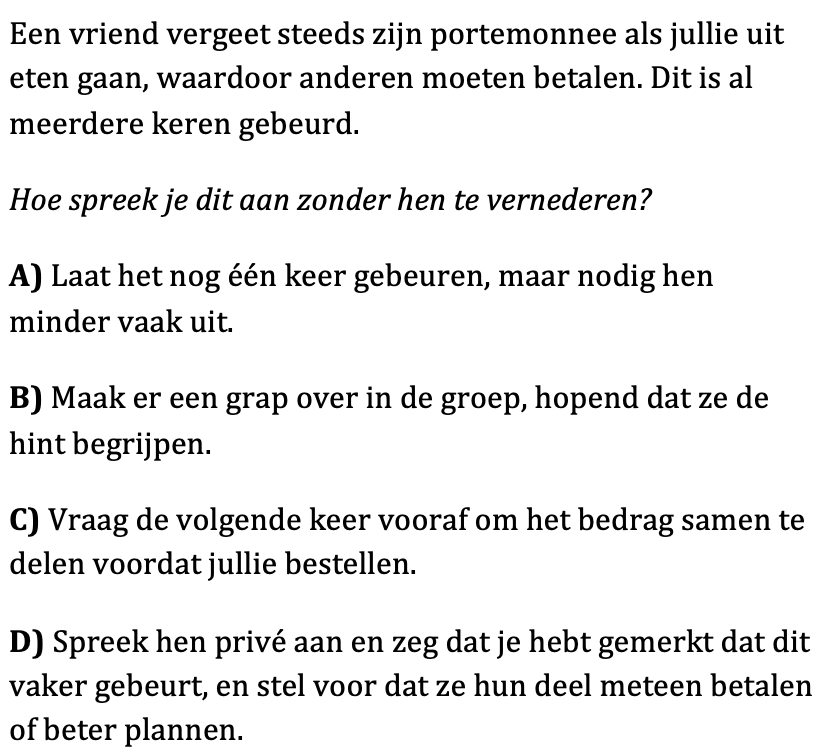 Een vriend vergeet steeds zijn portemonnee als jullie uit
eten gaan, waardoor anderen moeten betalen. Dit is al
meerdere keren gebeurd.
Hoe spreek je dit aan zonder hen te vernederen?
A) Laat het nog één keer gebeuren, maar nodig hen
minder vaak uit.
B) Maak er een grap over in de groep, hopend dat ze de
hint begrijpen.
C) Vraag de volgende keer vooraf om het bedrag samen te
delen voordat jullie bestellen.
D) Spreek hen privé aan en zeg dat je hebt gemerkt dat dit
vaker gebeurt, en stel voor dat ze hun deel meteen betalen
of beter plannen.